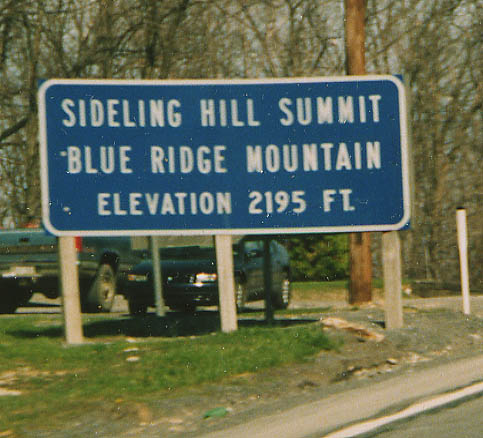 SIDELING HILL SUMMIT
BLUE RIDGE MOUNTAIN
ELEVATION 2195 FT.